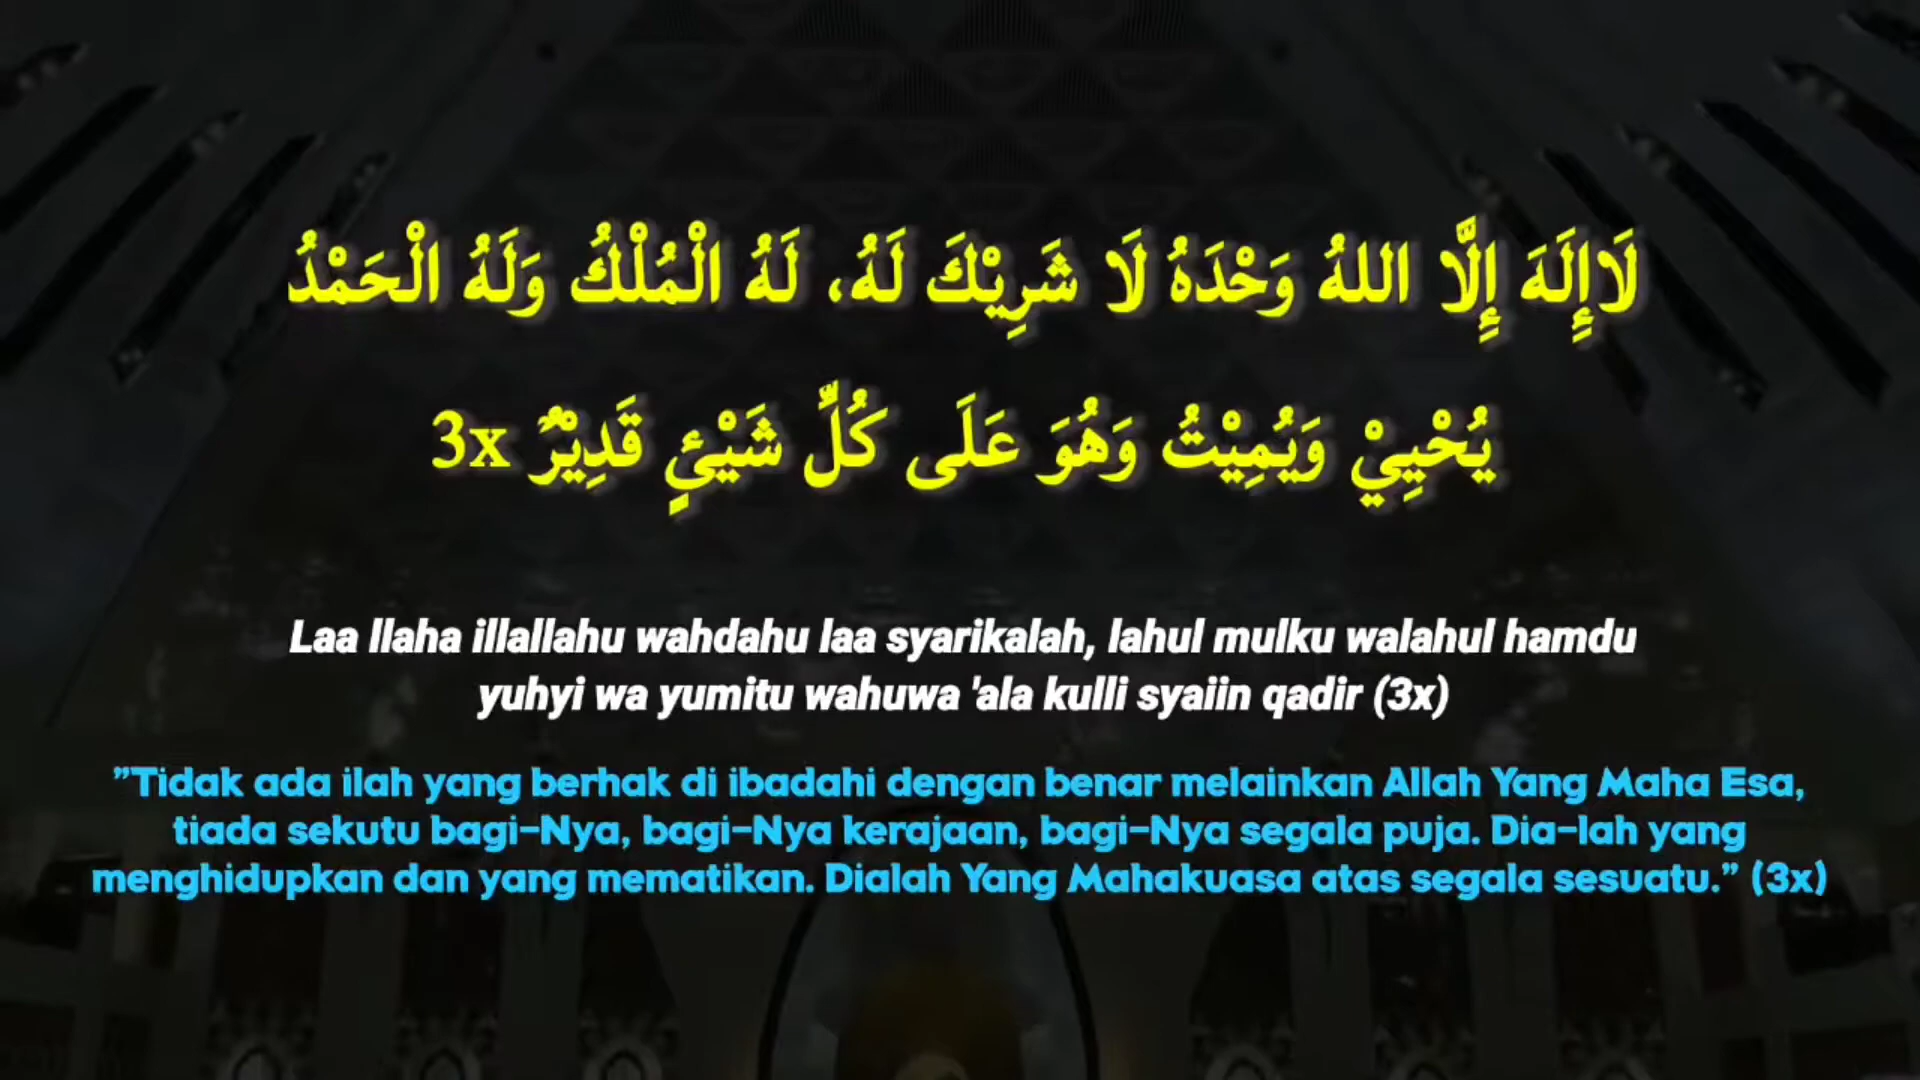 لَاإِلَهَ إِلَّا اللهُ وَحْدَهُ لَا شَرِيْكَ لَهُ، لَهُ الْمُلْكُ وَلَهُ الْحَمْدُ
يُحْيِيْ وَيُمِيْتُ وَهُوَ عَلَى كُلِّ شَيْئٍ قَدِيْرٌ 3x
Laa Ilaha illallahu wahdahu laa syarikalah, lahul mulku walahul hamdu
yuhyi wa yumitu wahuwa 'ala kulli syaiin qadir (3x)
"Tidak ada ilah yang berhak di ibadahi dengan benar melainkan Allah Yang Maha Esa,
tiada sekutu bagi-Nya, bagi-Nya kerajaan, bagi-Nya segala puja. Dia-lah yang
menghidupkan dan yang mematikan. Dialah Yang Mahakuasa atas segala sesuatu." (3x)